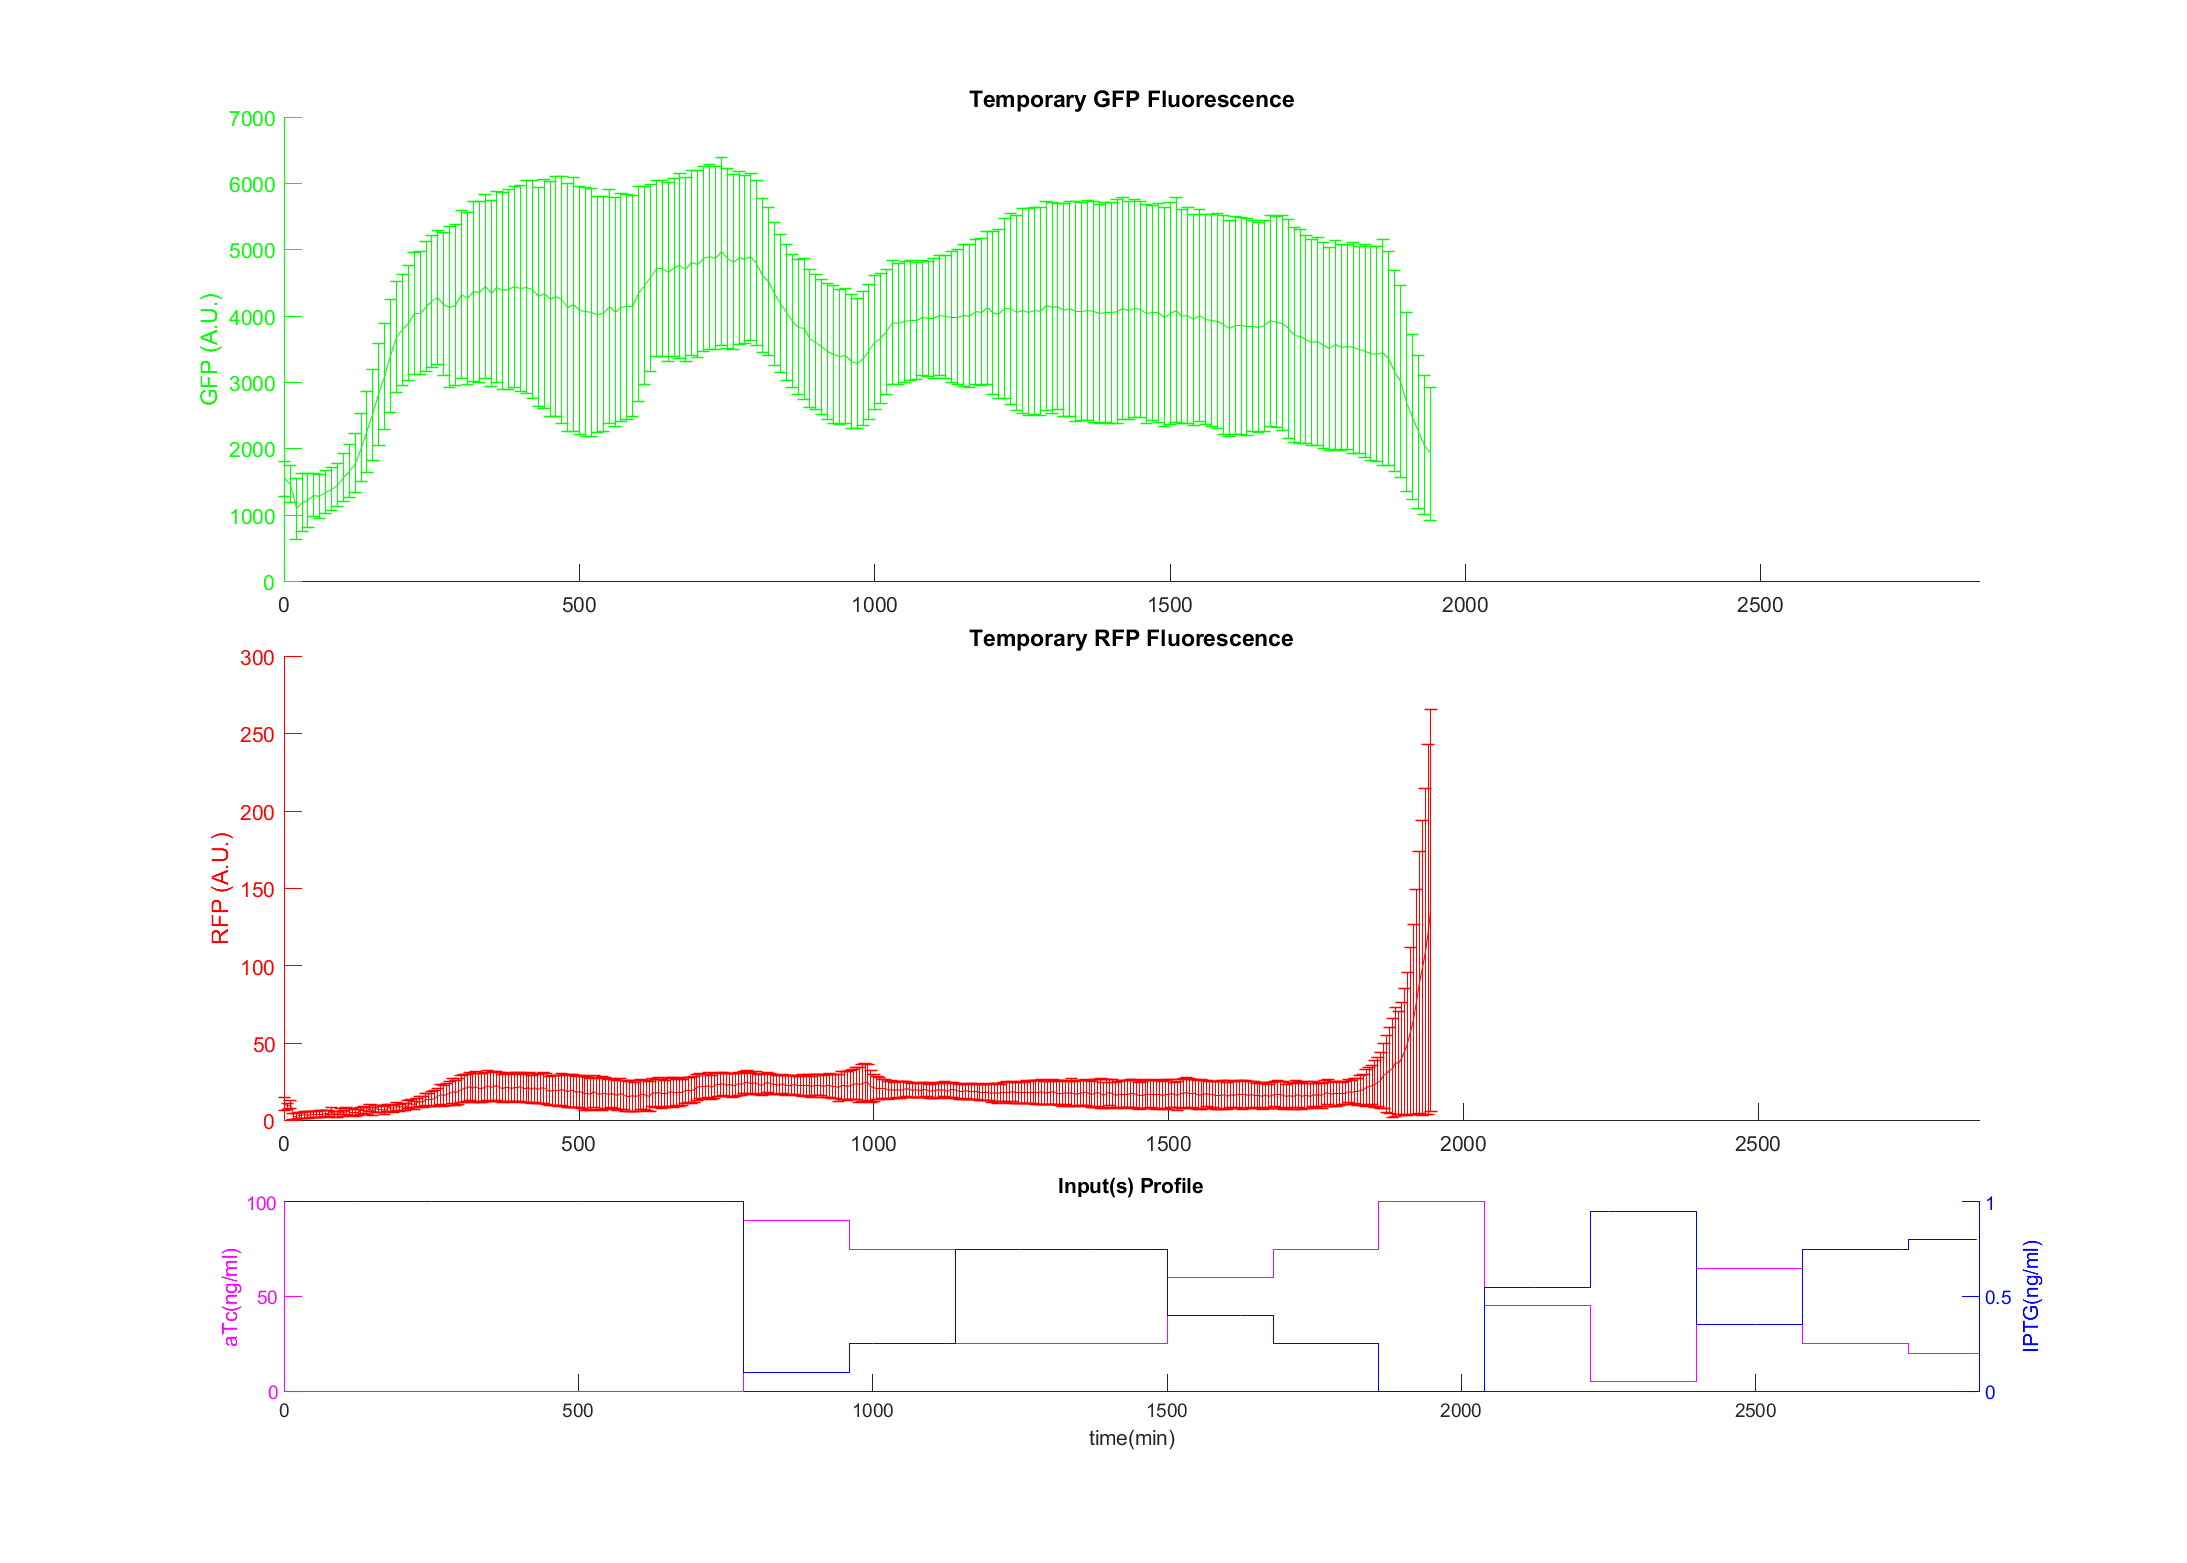 Temporary GFP Fluorescence
7000
6000
5000
4000
3000
2000
1000
0
GFP (A.U.)
0 500 1000 1500 2000 2500
Temporary RFP Fluorescence
300
250
200
150
100
50
0
RFP (A.U.)
0 500 1000 1500 2000 2500
Input(s) Profile
100
50
0
aTc(ng/ml)
1
0.5
0
IPTG(ng/ml)
0 500 1000 1500 2000 2500
time(min)